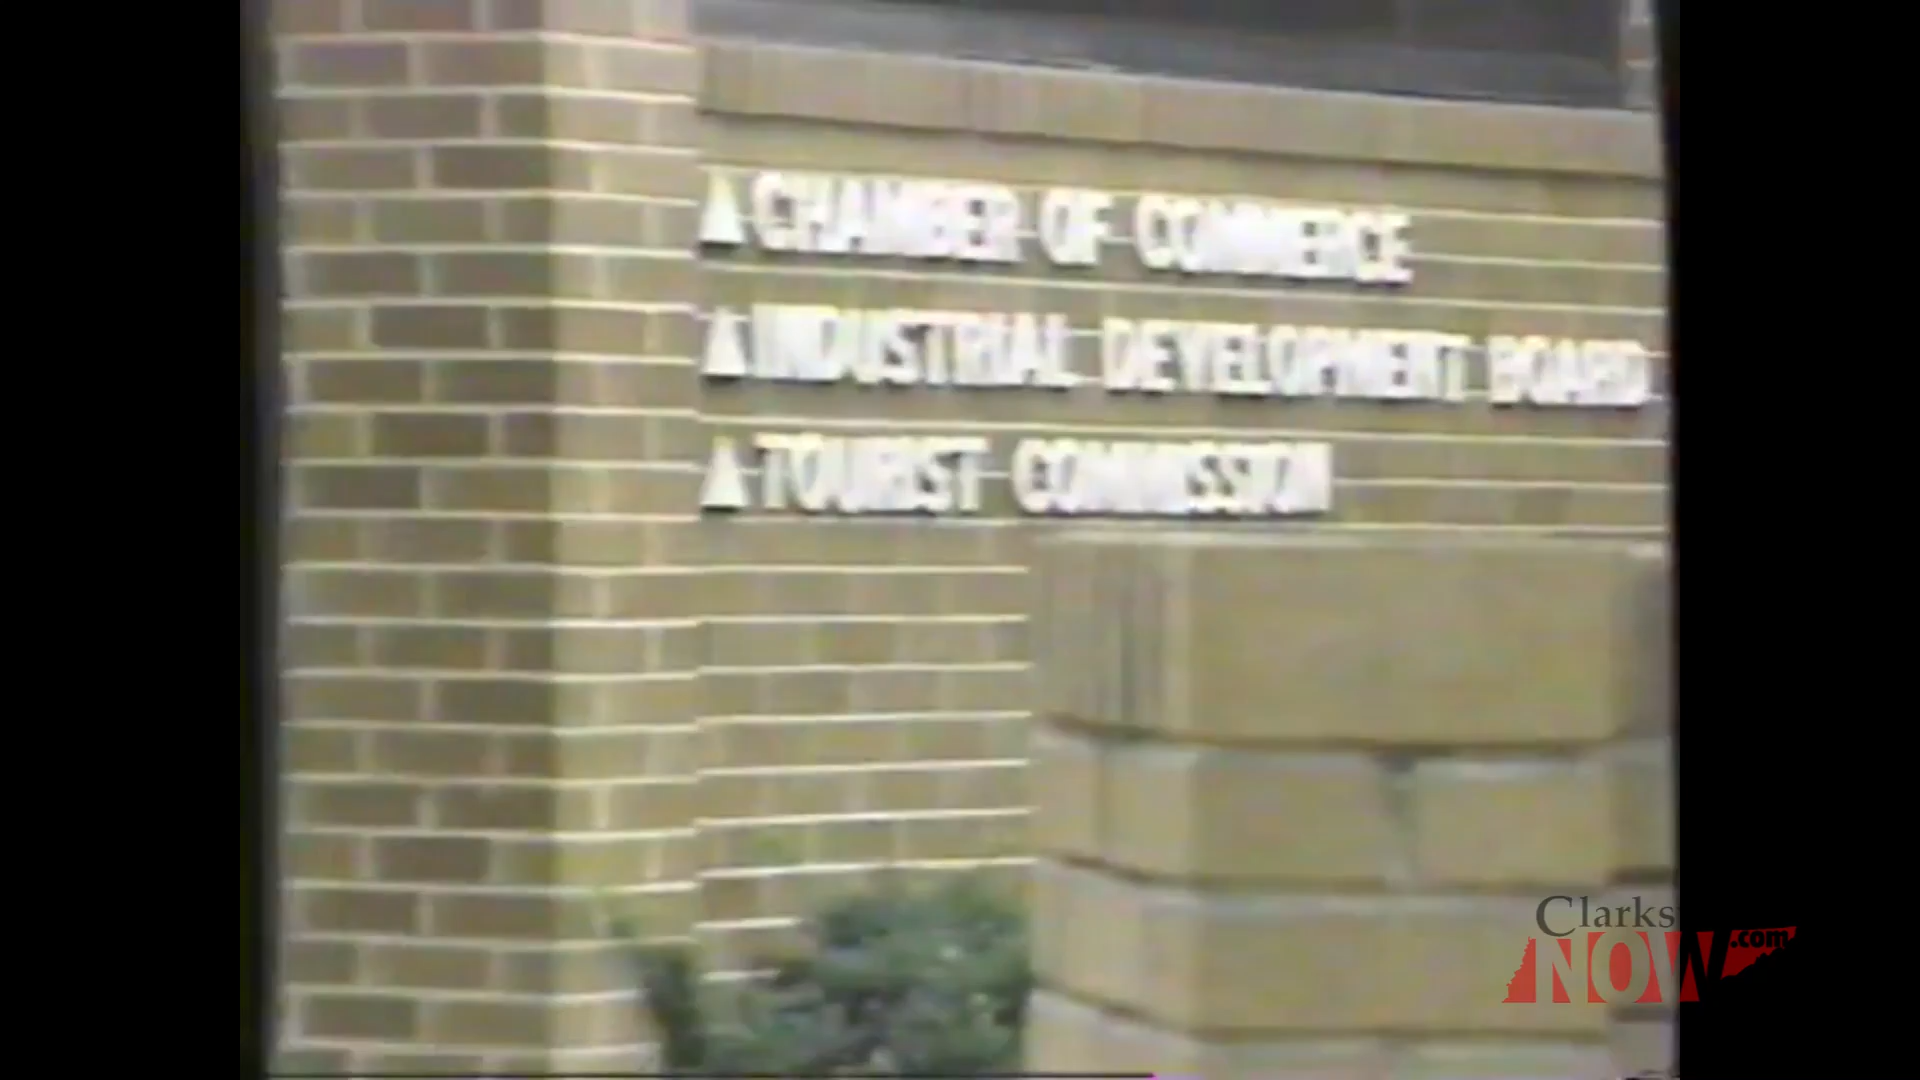 CHAMBER OF COMMERCE
INDUSTRIAL DEVELOPMENT BOARD
TOURIST COMMISSION
Clarks
NOW.com